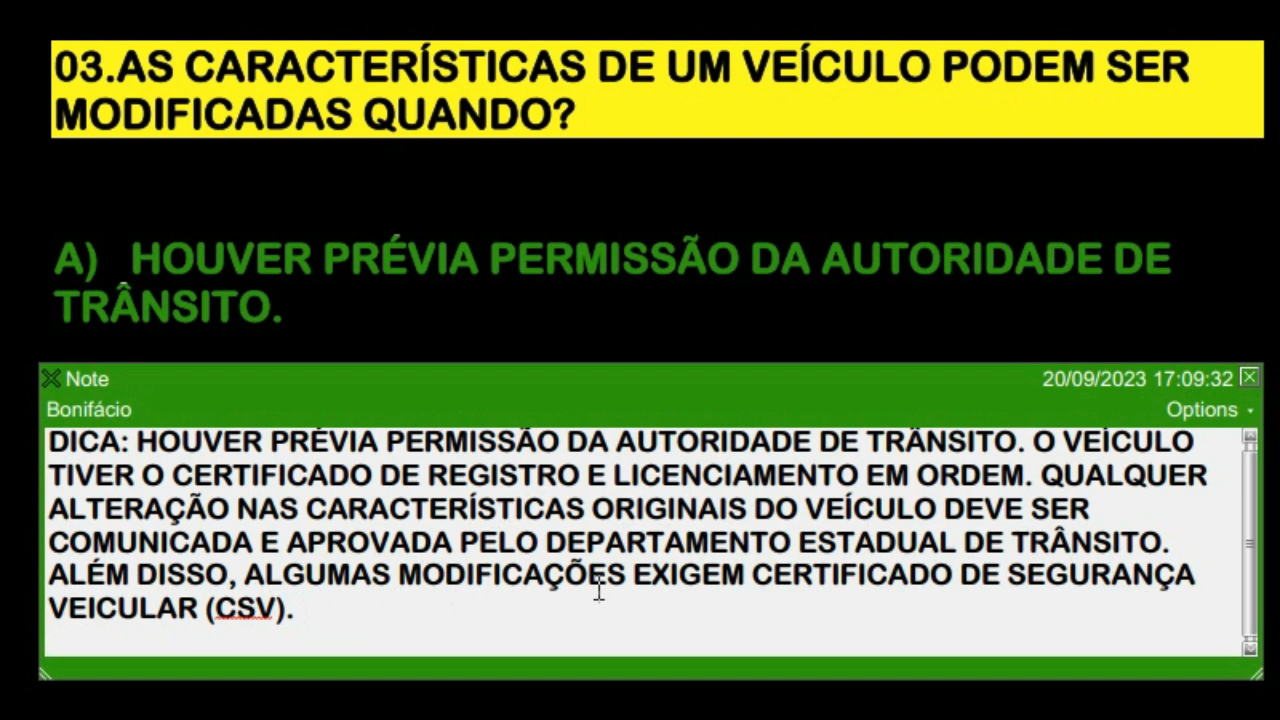 03.AS CARACTERÍSTICAS DE UM VEÍCULO PODEM SER
MODIFICADAS QUANDO?
A) HOUVER PRÉVIA PERMISSÃO DA AUTORIDADE DE
TRÂNSITO.
Note 20/09/2023 17:09:32
Bonifácio Options
DICA: HOUVER PRÉVIA PERMISSÃO DA AUTORIDADE DE TRÂNSITO. O VEÍCULO
TIVER O CERTIFICADO DE REGISTRO E LICENCIAMENTO EM ORDEM. QUALQUER
ALTERAÇÃO NAS CARACTERÍSTICAS ORIGINAIS DO VEÍCULO DEVE SER
COMUNICADA E APROVADA PELO DEPARTAMENTO ESTADUAL DE TRÂNSITO.
ALÉM DISSO, ALGUMAS MODIFICAÇÕES EXIGEM CERTIFICADO DE SEGURANÇA
VEICULAR (CSV).